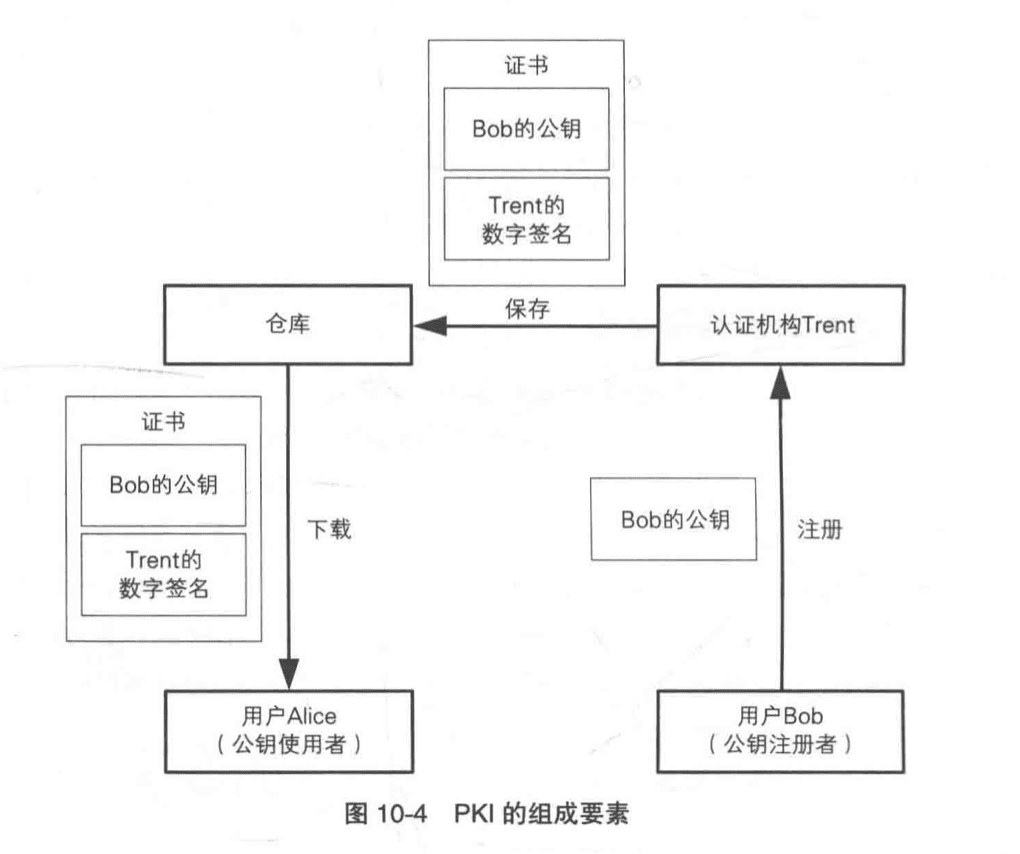 证书
Bob的公钥
Trent的
数字签名
仓库
保存
认证机构Trent
证书
Bob的公钥
Trent的
数字签名
下载
Bob的公钥
注册
用户Alice
（公钥使用者）
用户Bob
（公钥注册者）
图 10-4 PKI 的组成要素